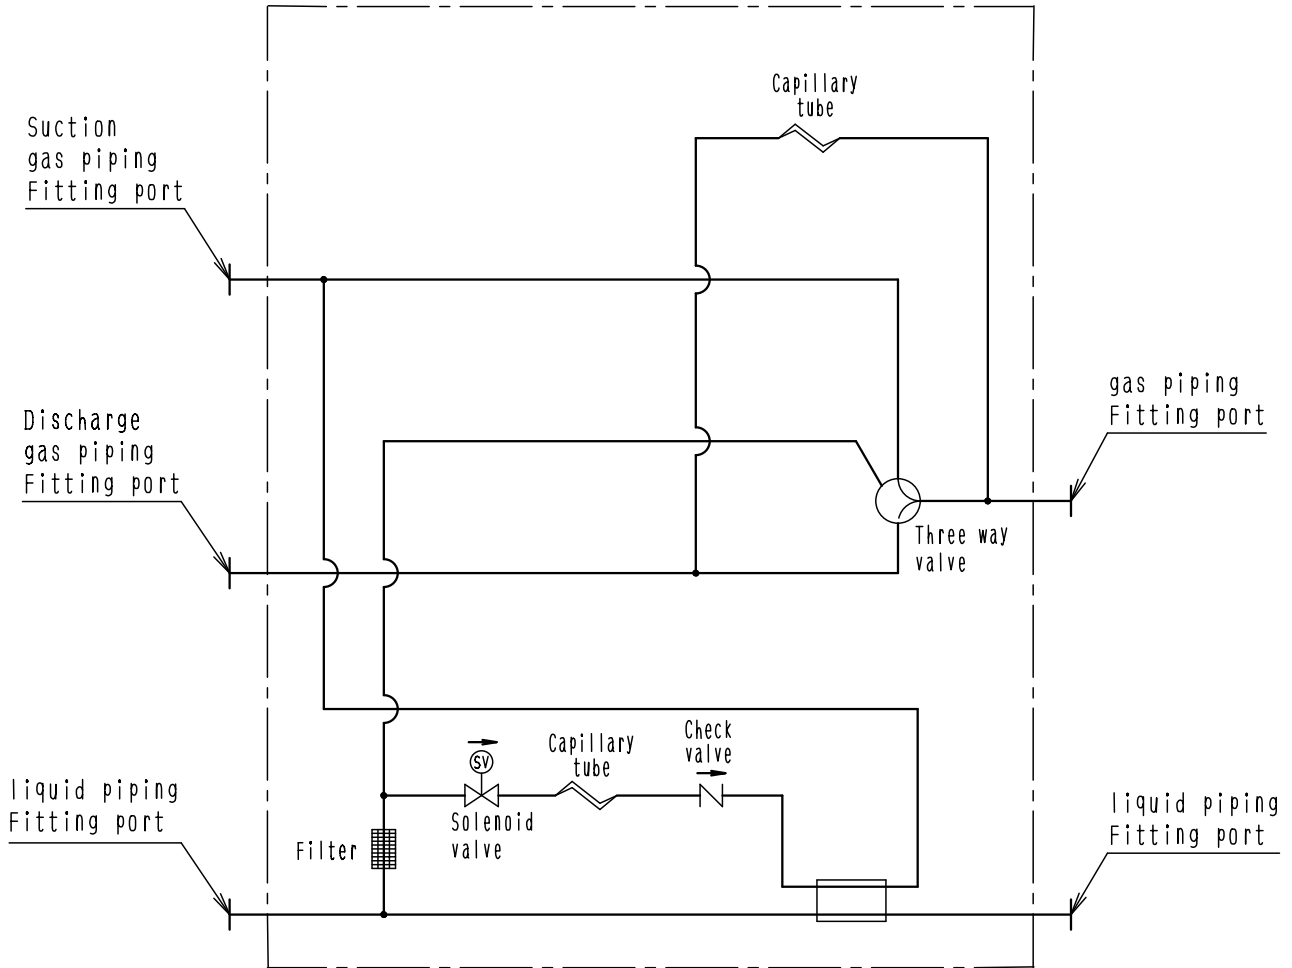 Capillary
tube
Suction
gas piping
Fitting port
gas piping
Fitting port
Discharge
gas piping
Fitting port
Three way
valve
Check
valve
Capillary
tube
SV
liquid piping
Fitting port
liquid piping
Fitting port
Solenoid
valve
Filter